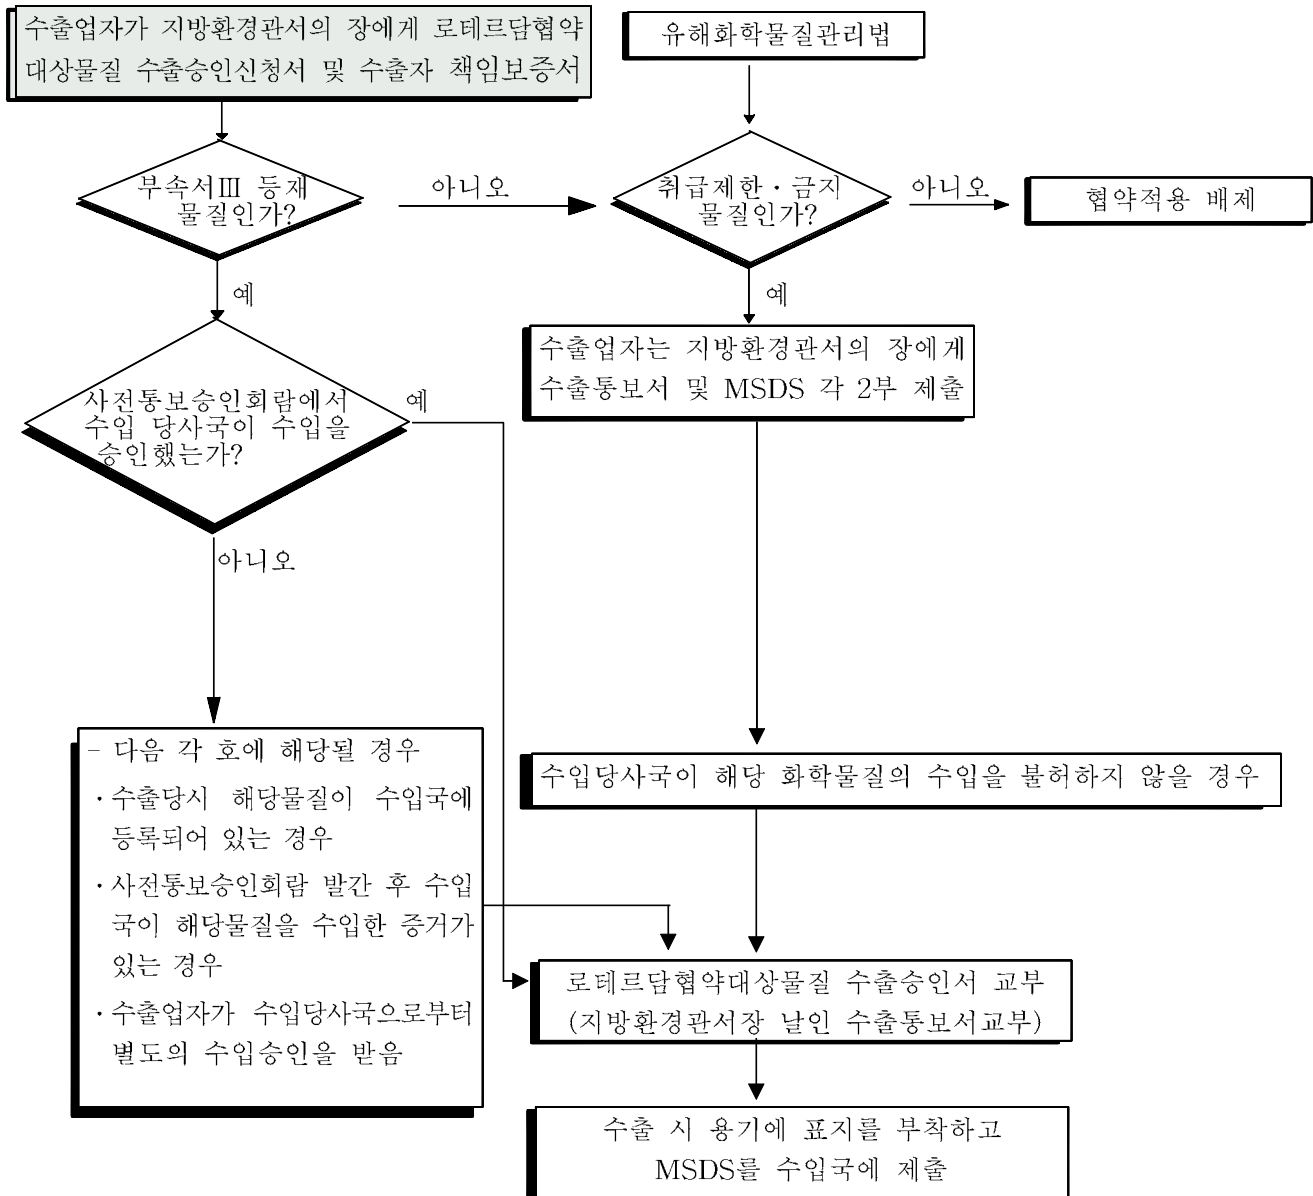 수출업자가 지방환경관서의 장에게 로테르담협약
대상물질 수출승인신청서 및 수출자 책임보증서
유해화학물질관리법
부속서Ⅲ 등재
물질인가?
아니오
취급제한·금지
물질인가?
아니오
협약적용 배제
예
예
수출업자는 지방환경관서의 장에게
수출통보서 및 MSDS 각 2부 제출
사전통보승인회람에서
수입 당사국이 수입을
승인했는가?
예
아니오
- 다음 각 호에 해당될 경우
·수출당시 해당물질이 수입국에
등록되어 있는 경우
·사전통보승인회람 발간 후 수입
국이 해당물질을 수입한 증거가
있는 경우
·수출업자가 수입당사국으로부터
별도의 수입승인을 받음
수입당사국이 해당 화학물질의 수입을 불허하지 않을 경우
로테르담협약대상물질 수출승인서 교부
(지방환경관서장 날인 수출통보서교부)
수출 시 용기에 표지를 부착하고
MSDS를 수입국에 제출